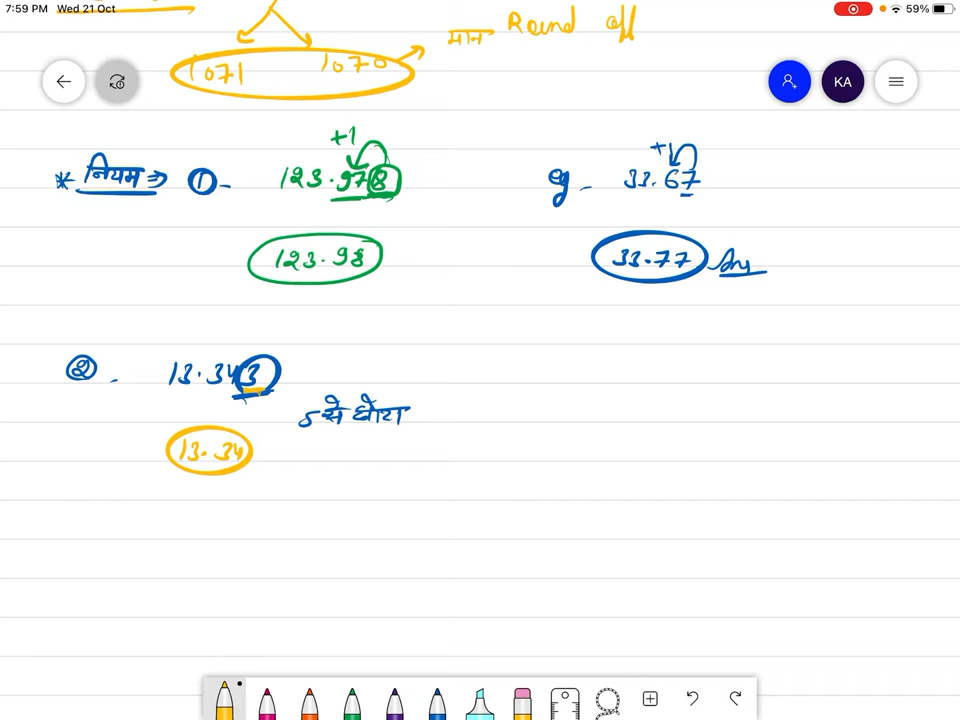 7:59 PM Wed 21 Oct 59%
1071 1070 मान Round off
KA
* नियम ⇒ ① - 123.978 +1 eg - 33.67 +1
123.98 33.77 Ans
② - 13.343
5 से छोटा
13.34